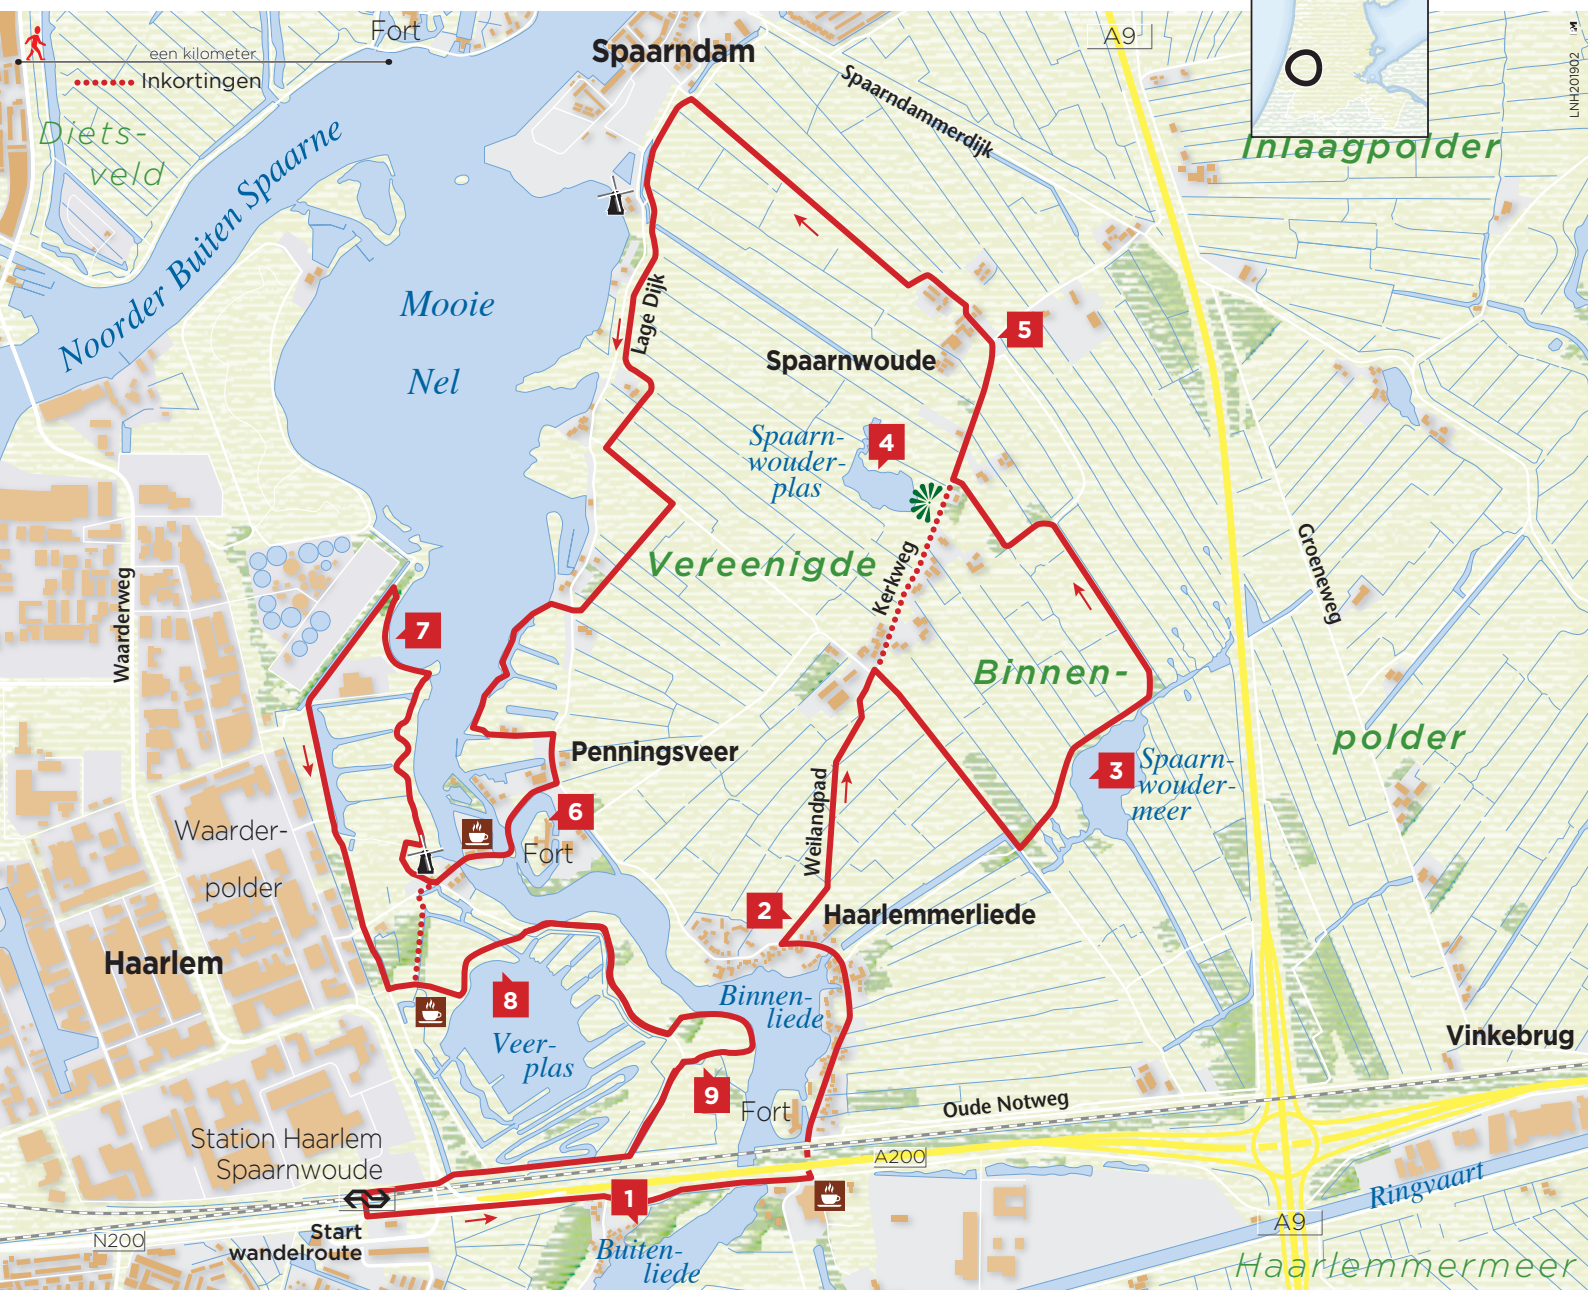 Fort
Spaarndam
A9
een kilometer
Inkortingen
LNH201902
Spaarndammerdijk
Diets-
veld
Inlaagpolder
Noorder Buiten Spaarne
Mooie
Nel
Lage Dijk
5
Spaarnwoude
4
Spaarn-
wouder-
plas
Groeneweg
Vereenigde
Kerkweg
Waarderweg
7
Binnen-
polder
Penningsveer
3
Spaarn-
wouder-
meer
6
Weilandpad
Waarder-
polder
Fort
2
Haarlemmerliede
Haarlem
8
Binnen-
liede
Veer-
plas
Vinkebrug
9
Fort
Oude Notweg
Station Haarlem
Spaarnwoude
A200
1
Ringvaart
Start
wandelroute
N200
A9
Buiten-
liede
Haarlemmermeer